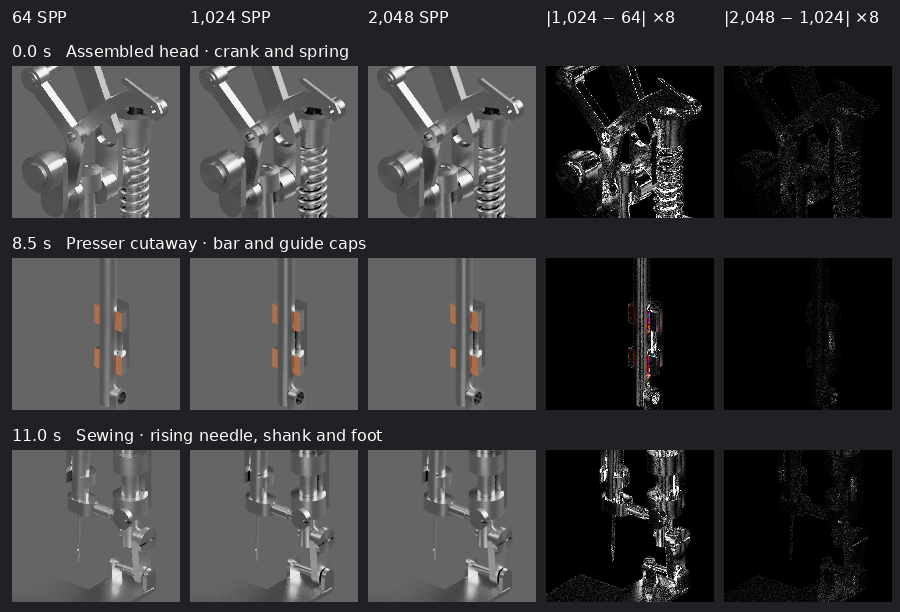 64 SPP 1,024 SPP 2,048 SPP |1,024 − 64| ×8 |2,048 − 1,024| ×8
0.0 s Assembled head · crank and spring
8.5 s Presser cutaway · bar and guide caps
11.0 s Sewing · rising needle, shank and foot